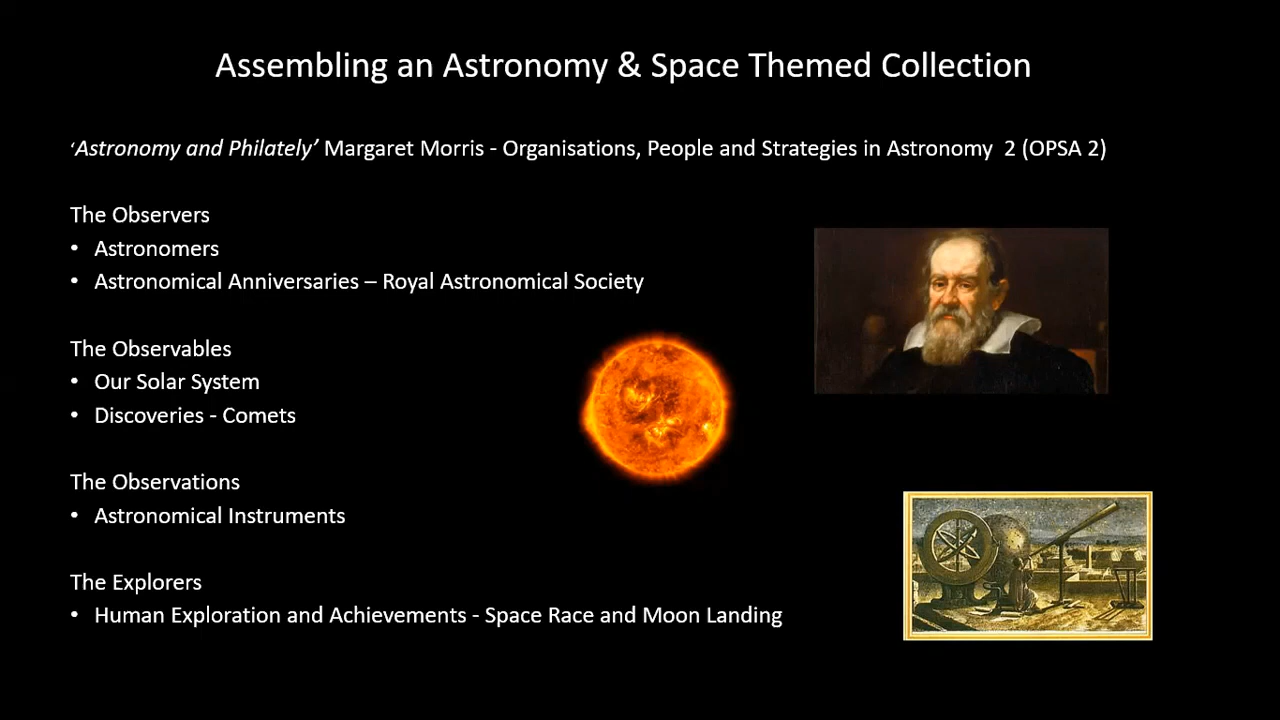 Assembling an Astronomy & Space Themed Collection
‘Astronomy and Philately’ Margaret Morris - Organisations, People and Strategies in Astronomy 2 (OPSA 2)
The Observers
• Astronomers
• Astronomical Anniversaries – Royal Astronomical Society
The Observables
• Our Solar System
• Discoveries - Comets
The Observations
• Astronomical Instruments
The Explorers
• Human Exploration and Achievements - Space Race and Moon Landing